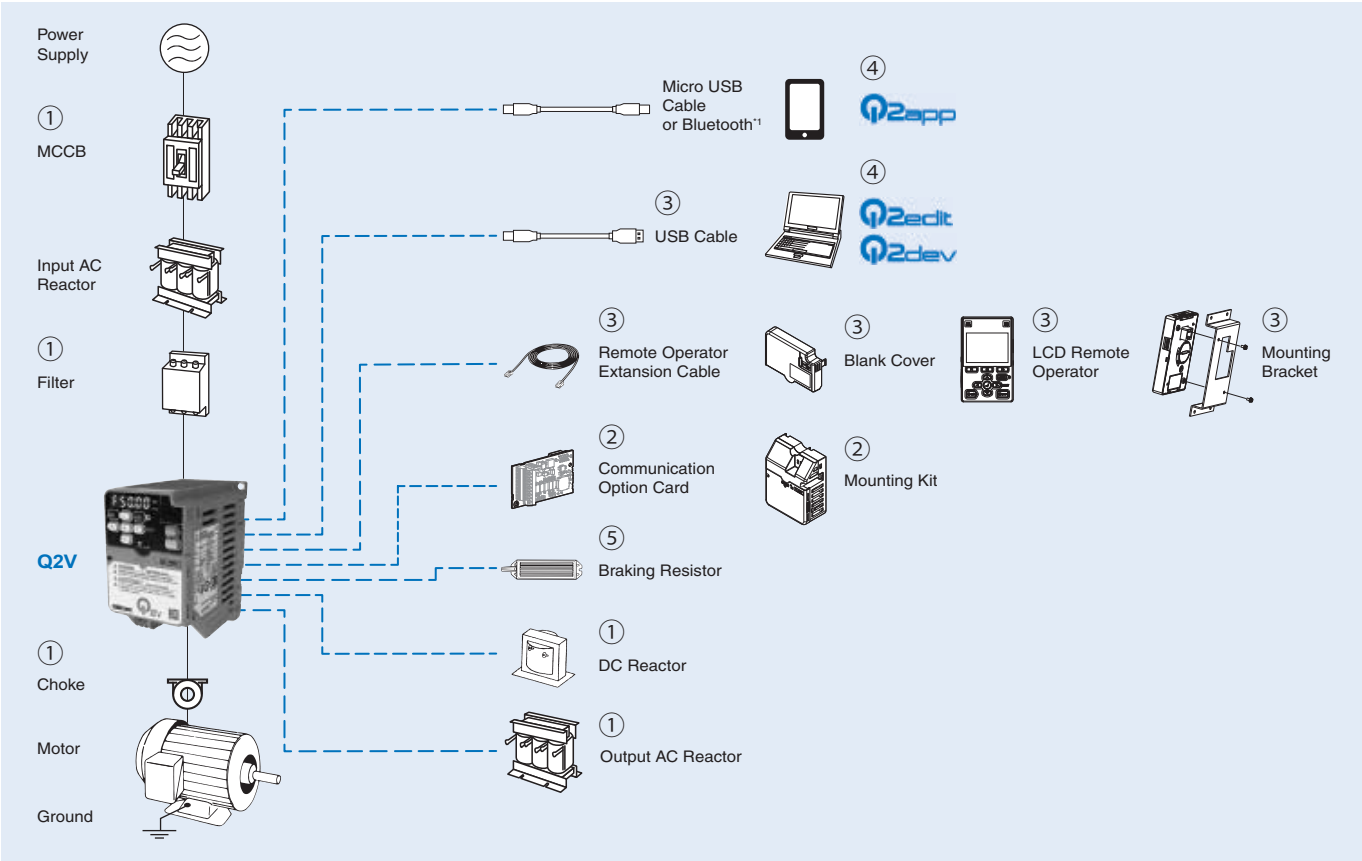 Power
Supply
①
MCCB
Input AC
Reactor
①
Filter
Q2V
①
Choke
Motor
Ground
Micro USB
Cable
or Bluetooth*1
④
Q2app
③
USB Cable
④
Q2edit
Q2dev
③
Remote Operator
Extension Cable
③
Blank Cover
③
LCD Remote
Operator
③
Mounting
Bracket
②
Communication
Option Card
②
Mounting Kit
⑤
Braking Resistor
①
DC Reactor
①
Output AC Reactor